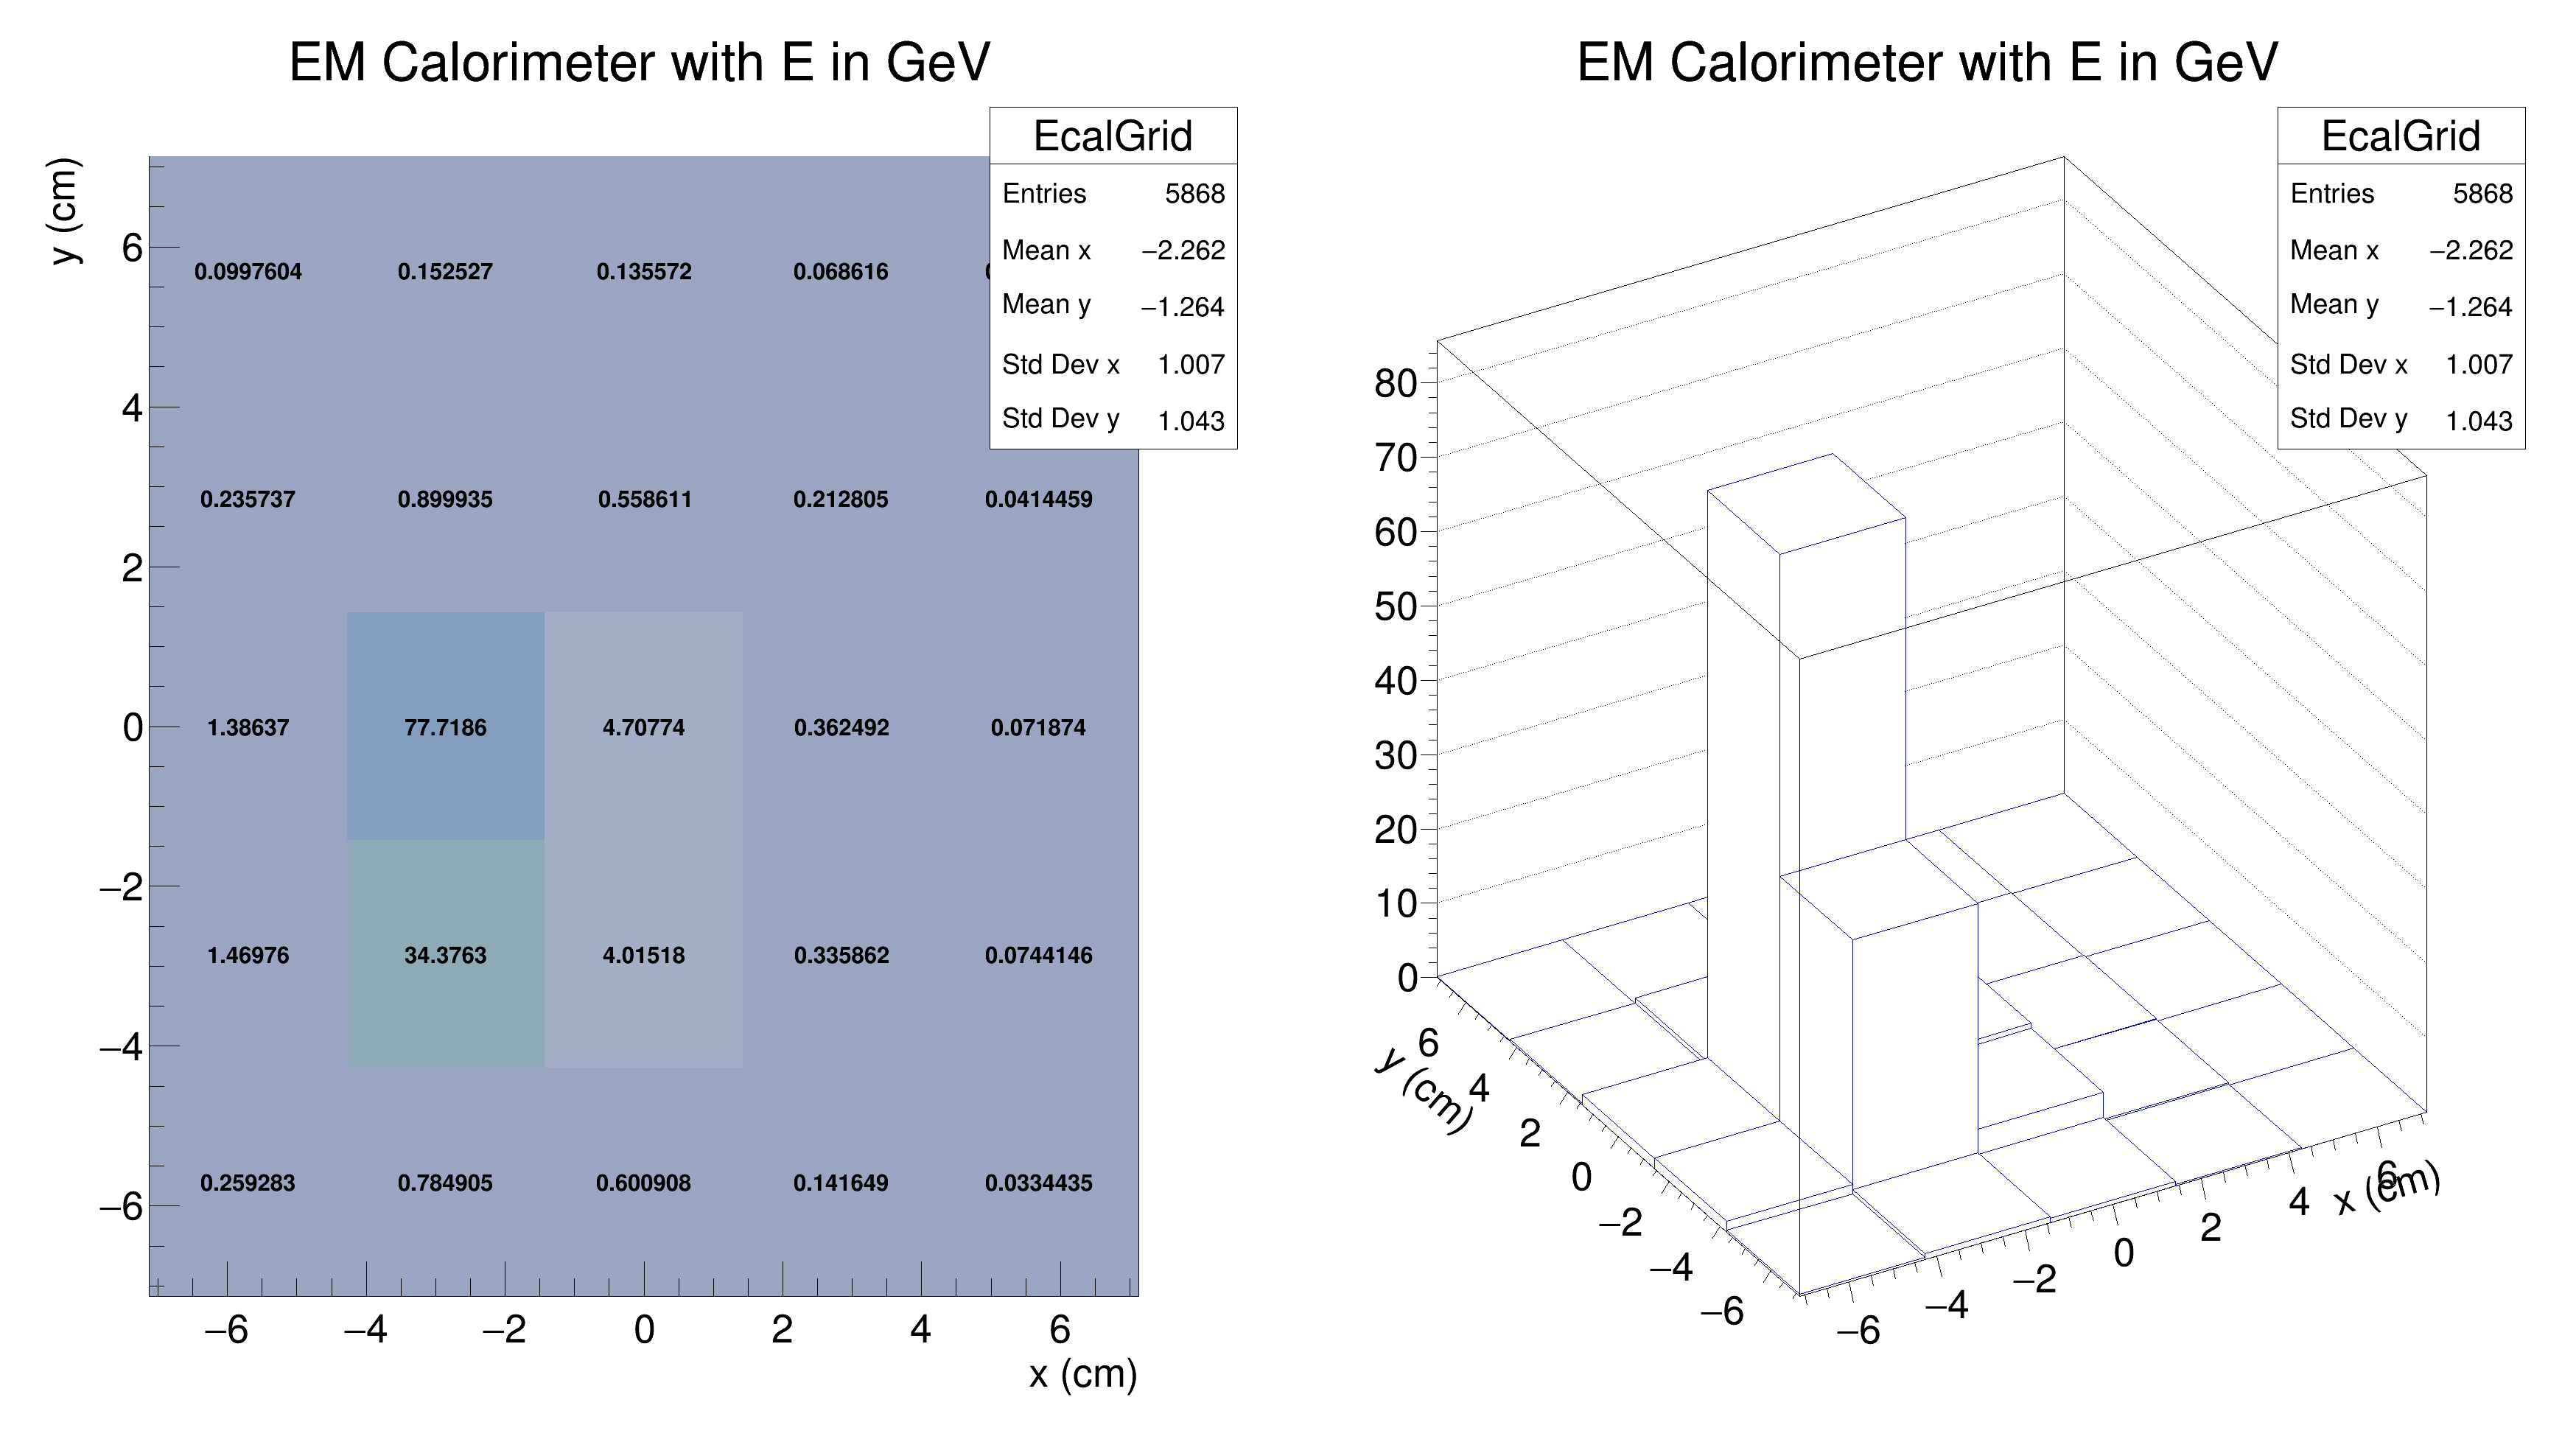 EM Calorimeter with E in GeV
EcalGrid
Entries 5868
Mean x −2.262
Mean y −1.264
Std Dev x 1.007
Std Dev y 1.043
y (cm)
6
4
2
0
−2
−4
−6
0.0997604 0.152527 0.135572 0.068616
0.235737 0.899935 0.558611 0.212805 0.0414459
1.38637 77.7186 4.70774 0.362492 0.071874
1.46976 34.3763 4.01518 0.335862 0.0744146
0.259283 0.784905 0.600908 0.141649 0.0334435
−6 −4 −2 0 2 4 6
x (cm)
EM Calorimeter with E in GeV
EcalGrid
Entries 5868
Mean x −2.262
Mean y −1.264
Std Dev x 1.007
Std Dev y 1.043
80
70
60
50
40
30
20
10
0
6
4
2
0
−2
−4
−6
y (cm)
−6
−4
−2
0
2
4
6
x (cm)